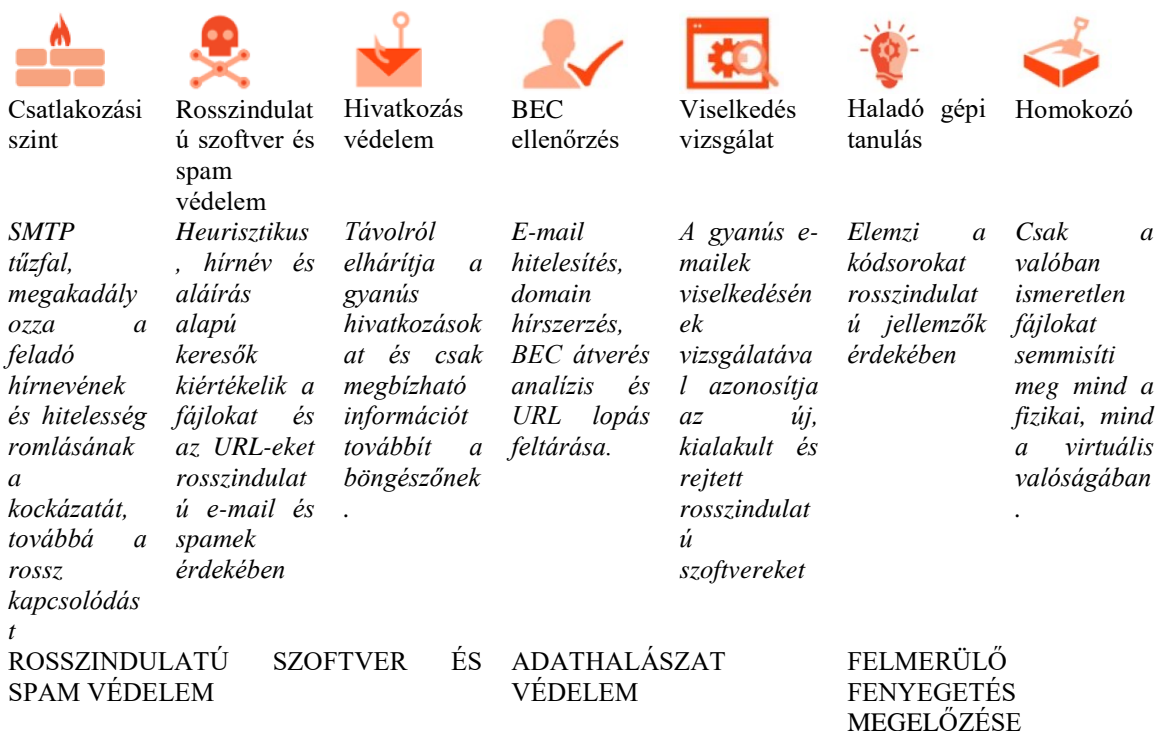 Csatlakozási
szint
Rosszindulat
ú szoftver és
spam
védelem
Hivatkozás
védelem
BEC
ellenőrzés
Viselkedés
vizsgálat
Haladó gépi
tanulás
Homokozó
SMTP
tűzfal,
megakadály
ozza a
feladó
hírnevének
és hitelesség
romlásának
a
kockázatát,
továbbá a
rossz
kapcsolódás
t
Heurisztikus
, hírnév és
aláírás
alapú
keresők
kiértékelik a
fájlokat és
az URL-eket
rosszindulat
ú e-mail és
spamek
érdekében
Távolról
elhárítja a
gyanús
hivatkozások
at és csak
megbízható
információt
továbbít a
böngészőnek
.
E-mail
hitelesítés,
domain
hírszerzés,
BEC átverés
analízis és
URL lopás
feltárása.
A gyanús e-
mailek
viselkedésén
ek
vizsgálatáva
l azonosítja
az új,
kialakult és
rejtett
rosszindulat
ú
szoftvereket
Elemzi a
kódsorokat
rosszindulat
ú jellemzők
érdekében
Csak a
valóban
ismeretlen
fájlokat
semmisíti
meg mind a
fizikai, mind
a virtuális
valóságában
.
ROSSZINDULATÚ SZOFTVER ÉS
SPAM VÉDELEM
ADATHALÁSZAT
VÉDELEM
FELMERÜLŐ
FENYEGETÉS
MEGELŐZÉSE